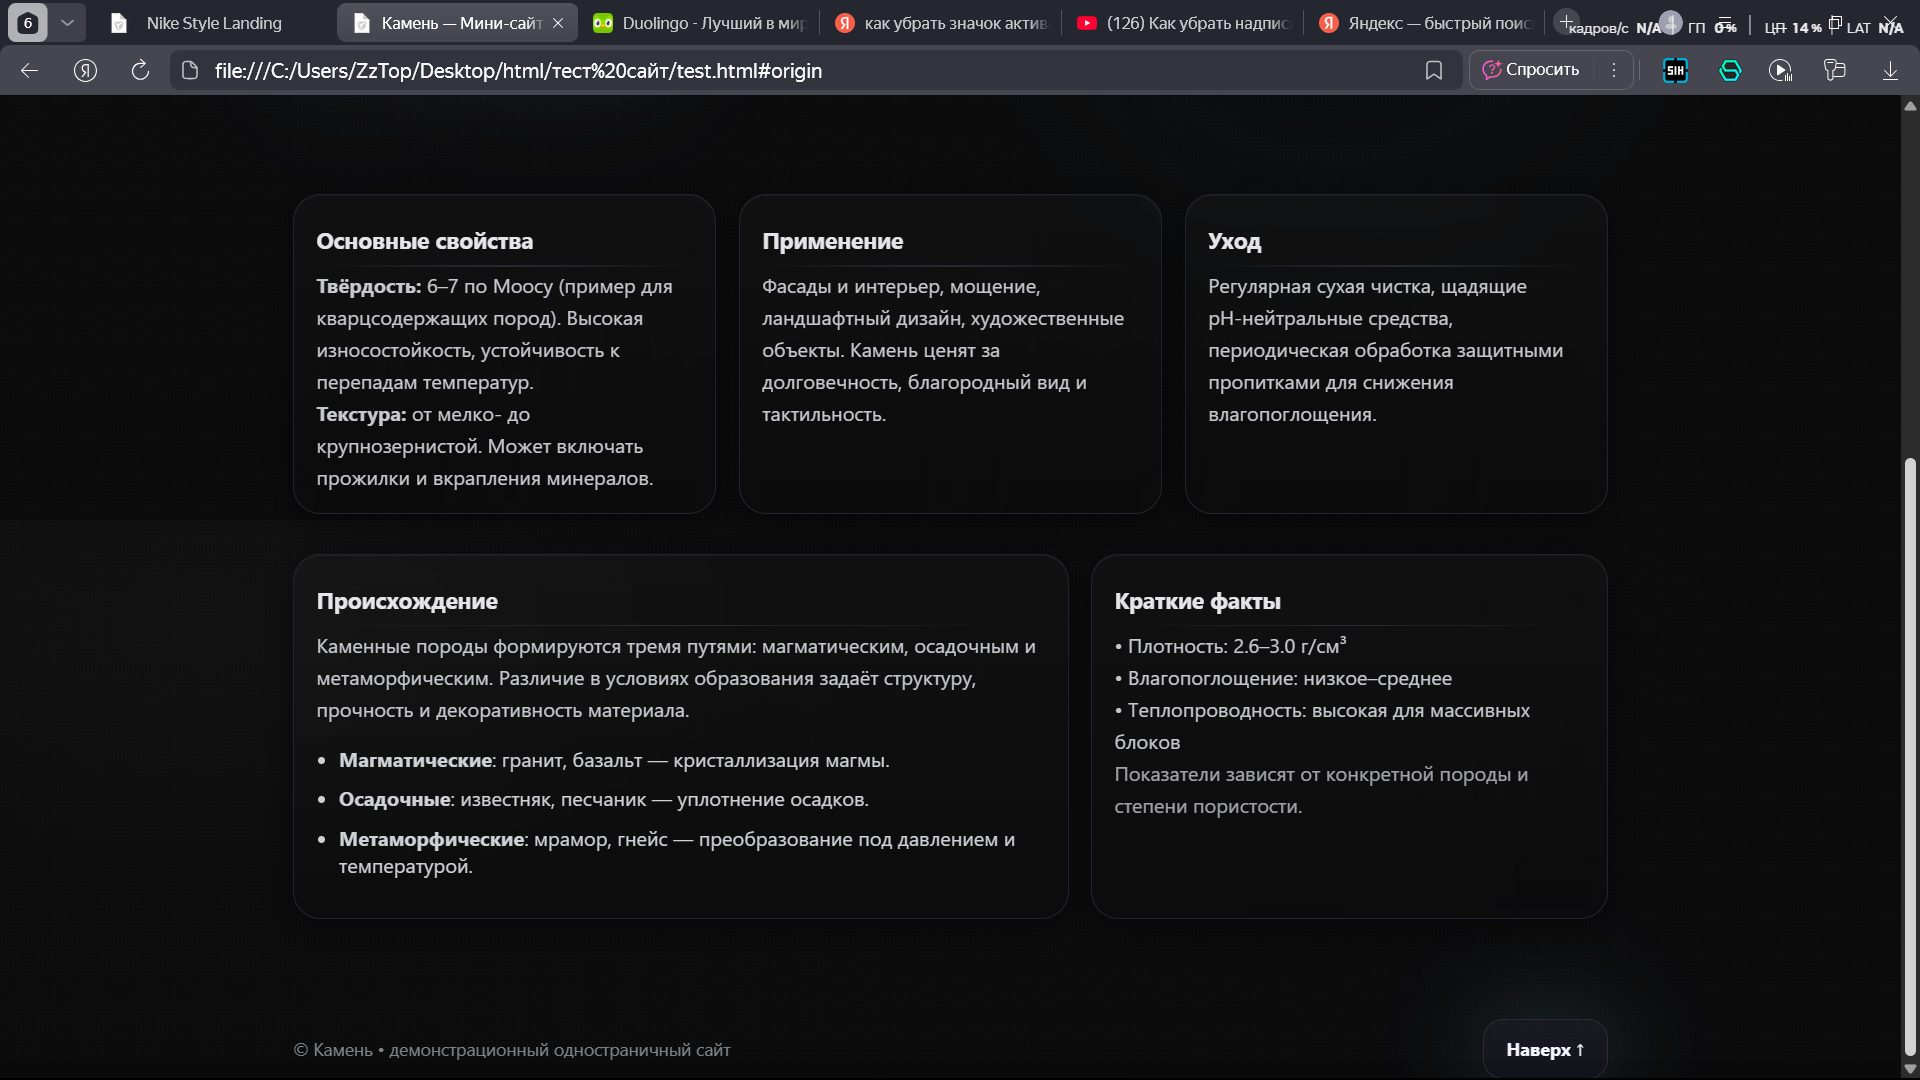 6
Nike Style Landing
Камень — Мини-сайт
Duolingo - Лучший в мир
Я как убрать значок актив
(126) Как убрать надпис
Я Яндекс — быстрый поис
кадров/с N/A ГП 0% ЦП 14 % LAT N/A
Я
file:///C:/Users/ZzTop/Desktop/html/тест%20сайт/test.html#origin
Спросить
SIH
Основные свойства
Твёрдость: 6–7 по Моосу (пример для
кварцсодержащих пород). Высокая
износостойкость, устойчивость к
перепадам температур.
Текстура: от мелко- до
крупнозернистой. Может включать
прожилки и вкрапления минералов.
Применение
Фасады и интерьер, мощение,
ландшафтный дизайн, художественные
объекты. Камень ценят за
долговечность, благородный вид и
тактильность.
Уход
Регулярная сухая чистка, щадящие
pH-нейтральные средства,
периодическая обработка защитными
пропитками для снижения
влагопоглощения.
Происхождение
Каменные породы формируются тремя путями: магматическим, осадочным и
метаморфическим. Различие в условиях образования задаёт структуру,
прочность и декоративность материала.
• Магматические: гранит, базальт — кристаллизация магмы.
• Осадочные: известняк, песчаник — уплотнение осадков.
• Метаморфические: мрамор, гнейс — преобразование под давлением и
температурой.
Краткие факты
• Плотность: 2.6–3.0 г/см³
• Влагопоглощение: низкое–среднее
• Теплопроводность: высокая для массивных
блоков
Показатели зависят от конкретной породы и
степени пористости.
© Камень • демонстрационный одностраничный сайт
Наверх ↑